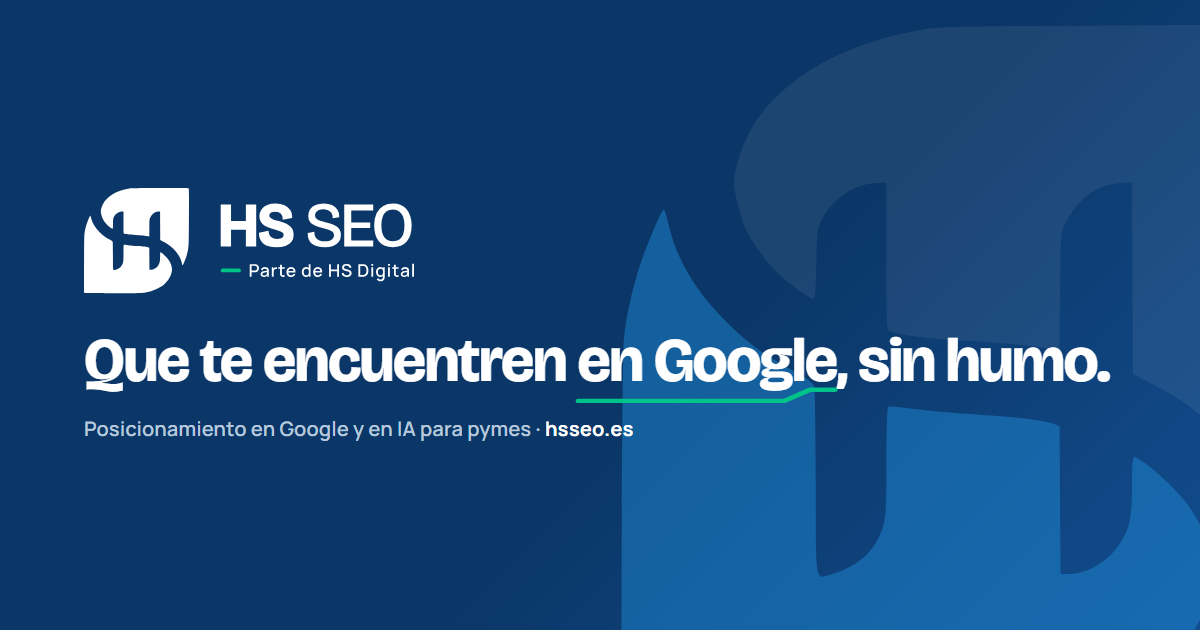 HS SEO
Parte de HS Digital
Que te encuentren en Google, sin humo.
Posicionamiento en Google y en IA para pymes · hsseo.es